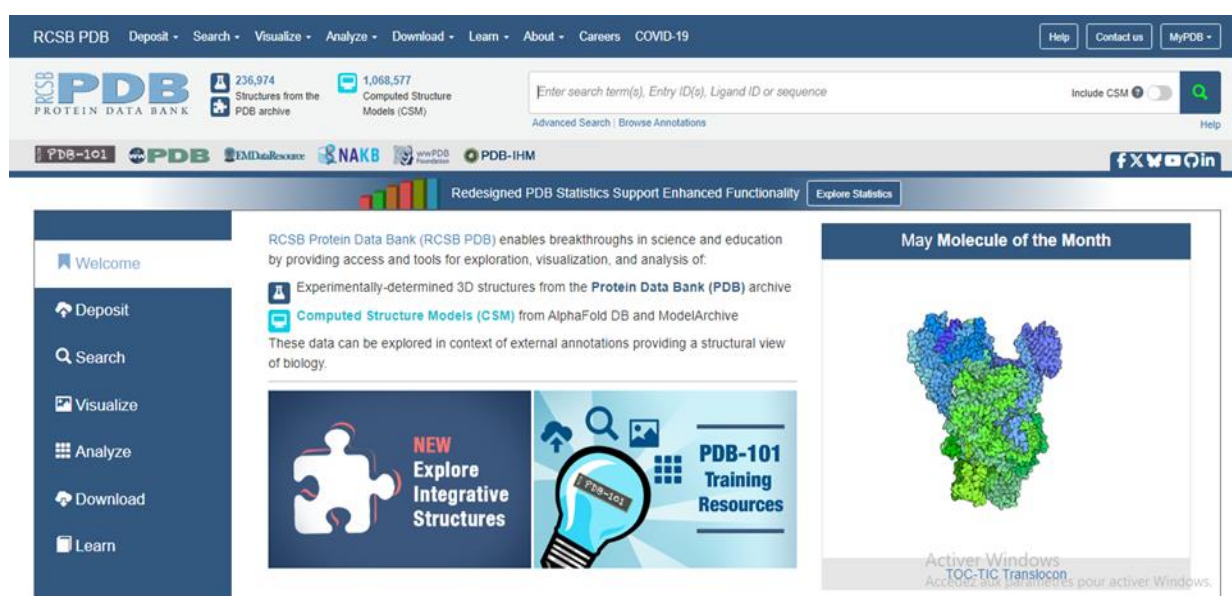 RCSB PDB Deposit Search Visualize Analyze Download Learn About Careers COVID-19 Help Contact us MyPDB
RCSB PDB
PROTEIN DATA BANK
236,974
Structures from the
PDB archive
1,068,577
Computed Structure
Models (CSM)
Enter search term(s), Entry ID(s), Ligand ID or sequence
Include CSM
Advanced Search | Browse Annotations
Help
PDB-101 PDB EMDataResource NAKB wwPDB Foundation PDB-IHM
Redesigned PDB Statistics Support Enhanced Functionality Explore Statistics
Welcome
Deposit
Search
Visualize
Analyze
Download
Learn
RCSB Protein Data Bank (RCSB PDB) enables breakthroughs in science and education
by providing access and tools for exploration, visualization, and analysis of:
Experimentally-determined 3D structures from the Protein Data Bank (PDB) archive
Computed Structure Models (CSM) from AlphaFold DB and ModelArchive
These data can be explored in context of external annotations providing a structural view
of biology.
NEW
Explore
Integrative
Structures
PDB-101
PDB-101
Training
Resources
May Molecule of the Month
TOC-TIC Translocon
Activer Windows
Accédez aux paramètres pour activer Windows.